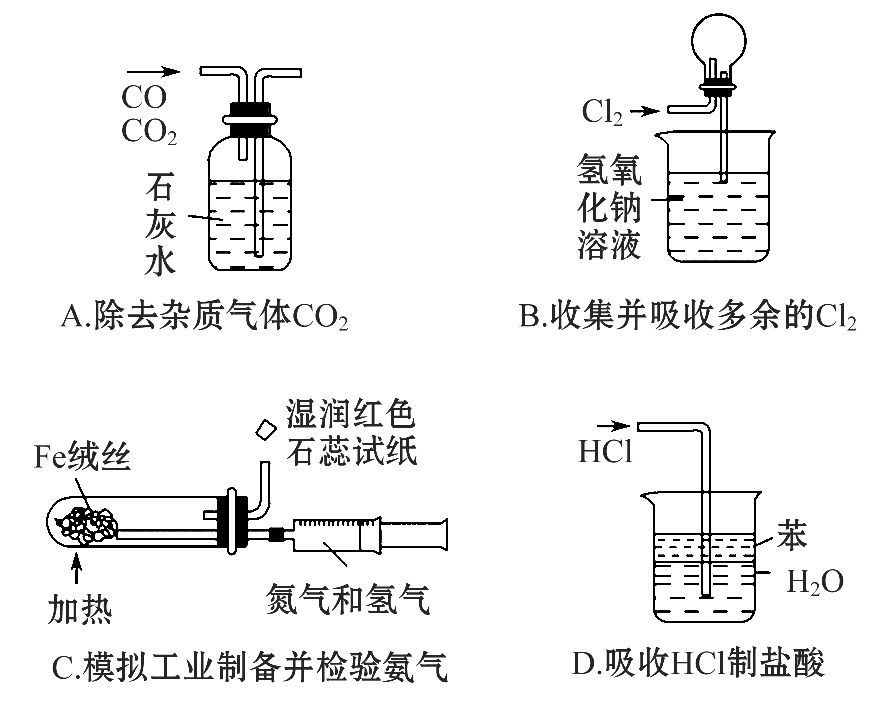 CO
CO₂
石
灰
水
A.除去杂质气体CO₂
Cl₂
氢氧
化钠
溶液
B.收集并吸收多余的Cl₂
湿润红色
石蕊试纸
Fe绒丝
加热
氮气和氢气
C.模拟工业制备并检验氨气
HCl
苯
H₂O
D.吸收HCl制盐酸